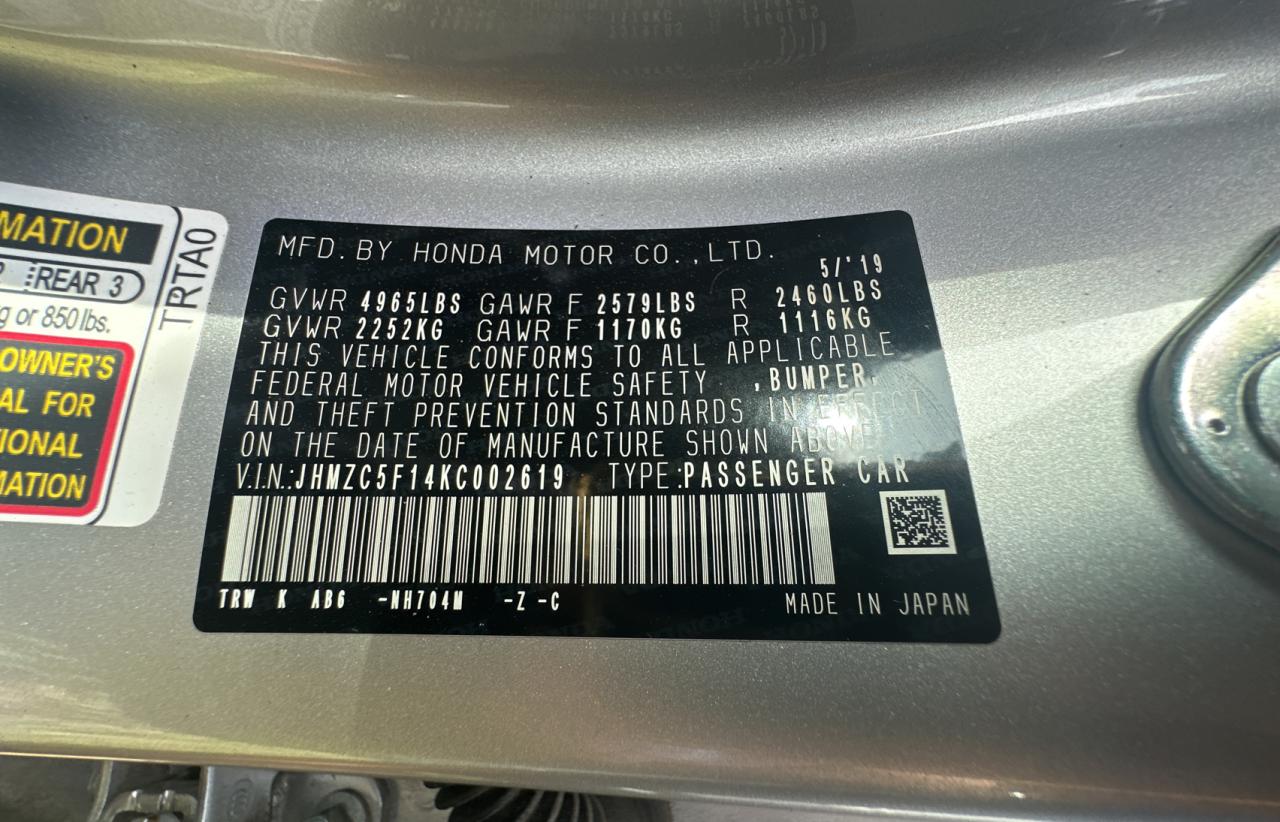 MATION
REAR 3
g or 850 lbs.
OWNER'S
AL FOR
TIONAL
MATION
TRTA0
MFD. BY HONDA MOTOR CO., LTD.
5/'19
GVWR 4965LBS GAWR F 2579LBS R 2460LBS
GVWR 2252KG GAWR F 1170KG R 1116KG
THIS VEHICLE CONFORMS TO ALL APPLICABLE
FEDERAL MOTOR VEHICLE SAFETY ,BUMPER,
AND THEFT PREVENTION STANDARDS IN EFFECT
ON THE DATE OF MANUFACTURE SHOWN ABOVE
V.I.N.:JHMZC5F14KC002619 TYPE:PASSENGER CAR
TRW K AB6 -NH704M -Z -C
MADE IN JAPAN